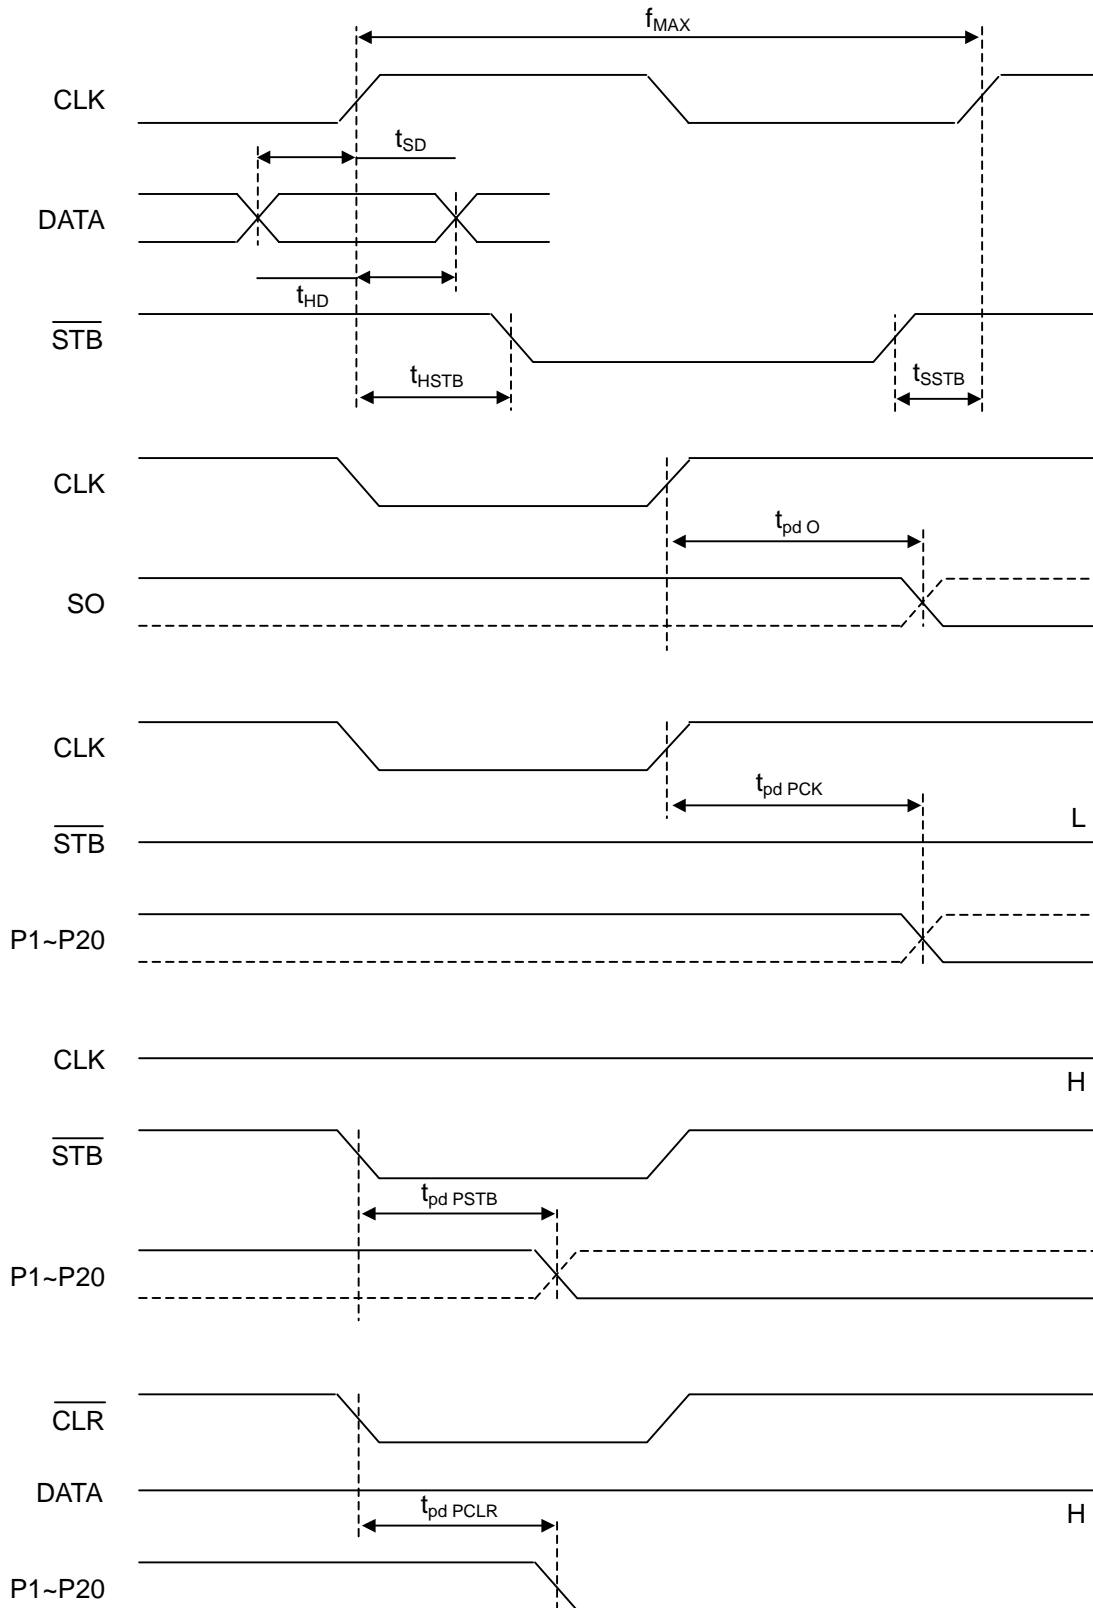 fMAX
CLK
tSD
DATA
tHD
STB
tHSTB
tSSTB
CLK
tpd O
SO
CLK
tpd PCK
L
STB
P1~P20
CLK
H
STB
tpd PSTB
P1~P20
CLR
DATA
H
tpd PCLR
P1~P20